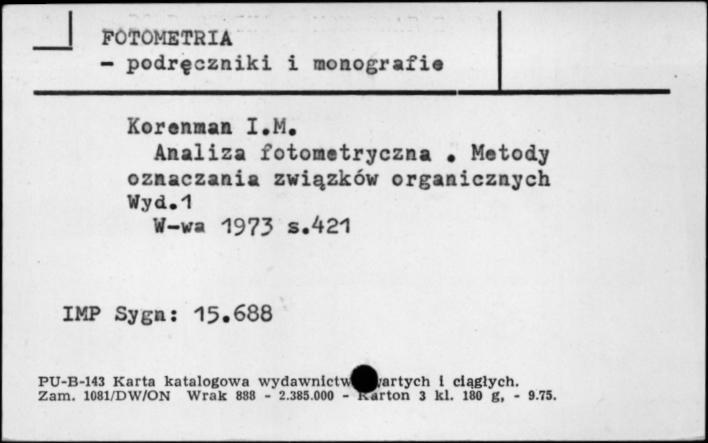 FOTOMETRIA
- podręczniki i monografie
Korenman I.M.
Analiza fotometryczna . Metody
oznaczania związków organicznych
Wyd.1
W-wa 1973 s.421
IMP Sygn: 15.688
PU-B-143 Karta katalogowa wydawnictw i ciągłych.
Zam. 1081/DW/ON Wrak 888 - 2.385.000 - Karton 3 kl. 180 g, - 9.75.